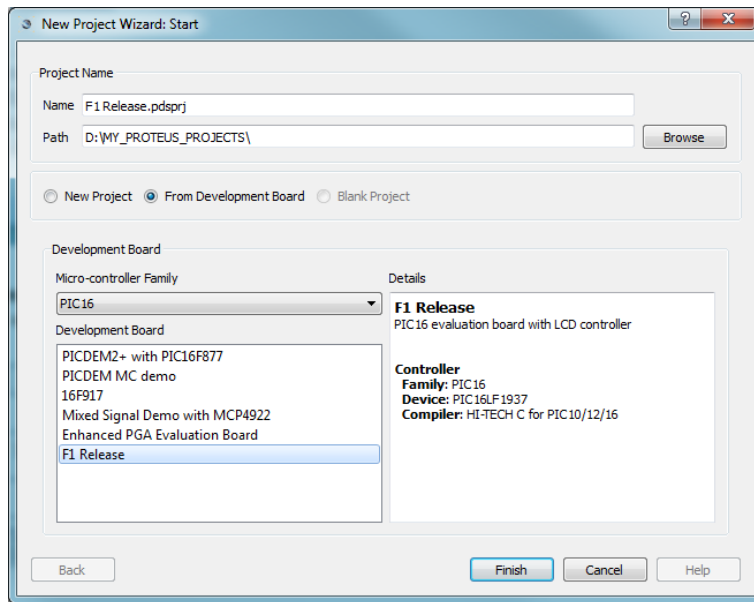 New Project Wizard: Start
Project Name
Name F1 Release.pdsprj
Path D:\MY_PROTEUS_PROJECTS\ Browse
New Project From Development Board Blank Project
Development Board
Micro-controller Family
PIC16
Development Board
PICDEM2+ with PIC16F877
PICDEM MC demo
16F917
Mixed Signal Demo with MCP4922
Enhanced PGA Evaluation Board
F1 Release
Details
F1 Release
PIC16 evaluation board with LCD controller
Controller
Family: PIC16
Device: PIC16LF1937
Compiler: HI-TECH C for PIC10/12/16
Back Finish Cancel Help